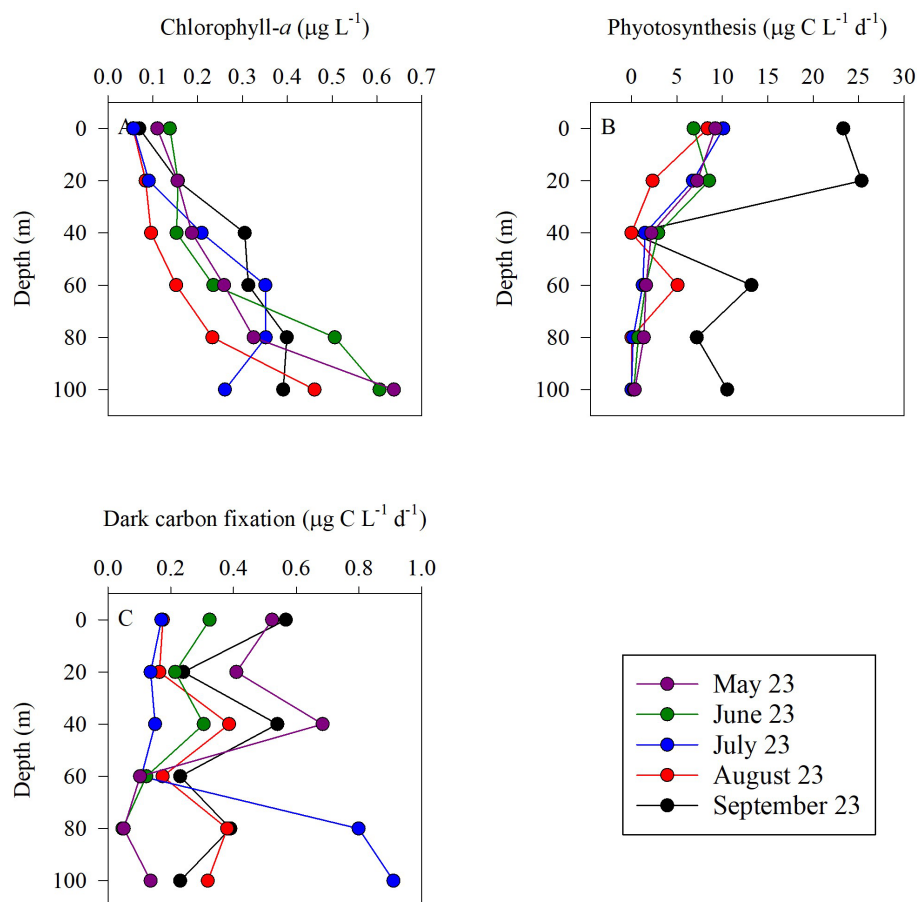 Chlorophyll-a (µg L⁻¹)
0.0 0.1 0.2 0.3 0.4 0.5 0.6 0.7
Depth (m)
0
20
40
60
80
100
A
Phyotosynthesis (µg C L⁻¹ d⁻¹)
0 5 10 15 20 25 30
Depth (m)
0
20
40
60
80
100
B
Dark carbon fixation (µg C L⁻¹ d⁻¹)
0.0 0.2 0.4 0.6 0.8 1.0
Depth (m)
0
20
40
60
80
100
C
May 23
June 23
July 23
August 23
September 23